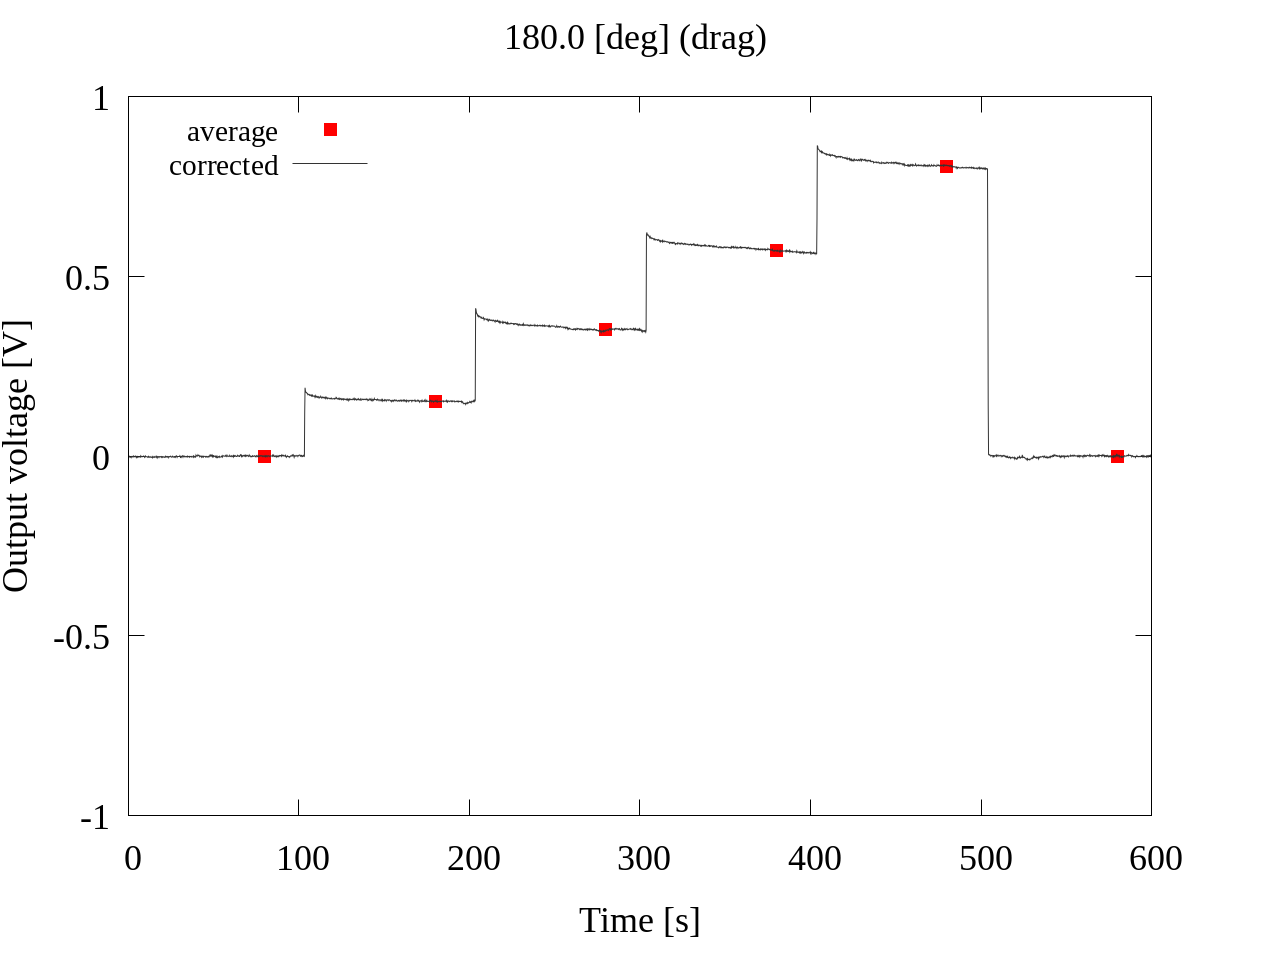 180.0 [deg] (drag)
1
0.5
0
-0.5
-1
average
corrected
Output voltage [V]
0 100 200 300 400 500 600
Time [s]